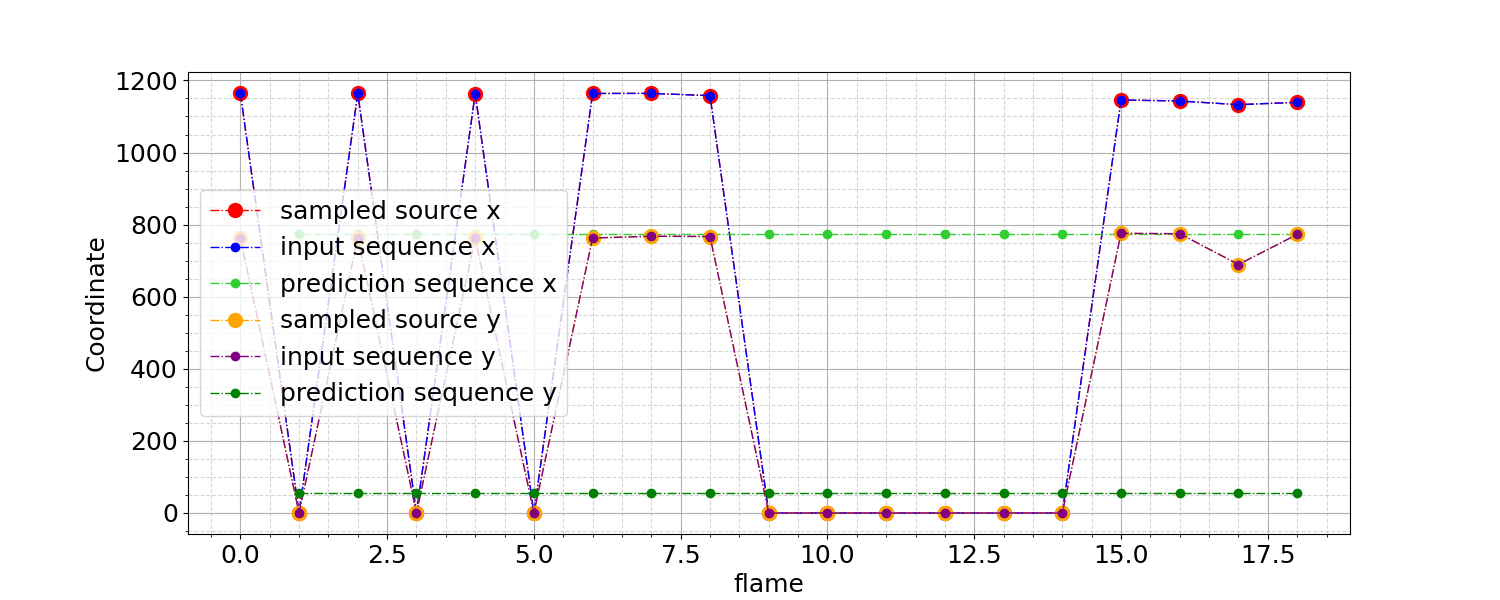 1200
1000
800
600
400
200
0
Coordinate
sampled source x
input sequence x
prediction sequence x
sampled source y
input sequence y
prediction sequence y
0.0 2.5 5.0 7.5 10.0 12.5 15.0 17.5
flame